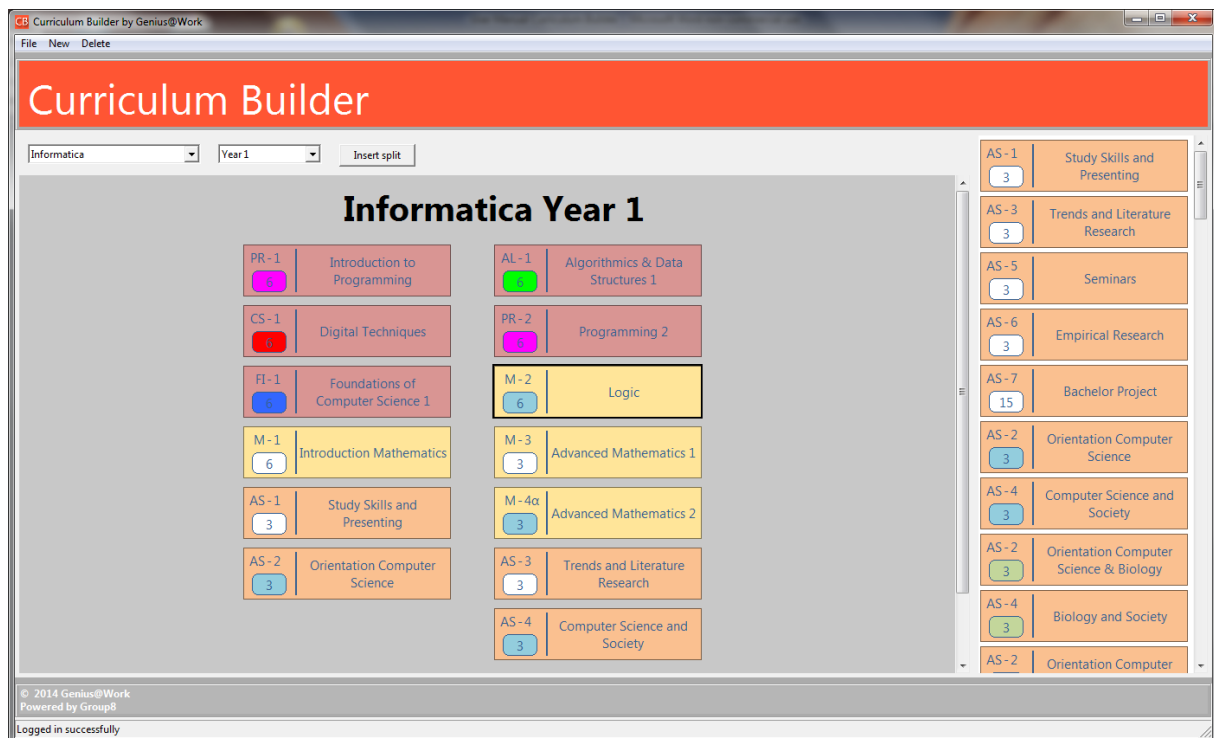 CB Curriculum Builder by Genius@Work
File New Delete
Curriculum Builder
Informatica Year 1 Insert split
Informatica Year 1
PR-1
6
Introduction to
Programming
AL-1
6
Algorithmics & Data
Structures 1
CS-1
6
Digital Techniques
PR-2
6
Programming 2
FI-1
6
Foundations of
Computer Science 1
M-2
6
Logic
M-1
6
Introduction Mathematics
M-3
3
Advanced Mathematics 1
AS-1
3
Study Skills and
Presenting
M-4α
3
Advanced Mathematics 2
AS-2
3
Orientation Computer
Science
AS-3
3
Trends and Literature
Research
AS-4
3
Computer Science and
Society
AS-1
3
Study Skills and
Presenting
AS-3
3
Trends and Literature
Research
AS-5
3
Seminars
AS-6
3
Empirical Research
AS-7
15
Bachelor Project
AS-2
3
Orientation Computer
Science
AS-4
3
Computer Science and
Society
AS-2
3
Orientation Computer
Science & Biology
AS-4
3
Biology and Society
AS-2
Orientation Computer
© 2014 Genius@Work
Powered by Group8
Logged in successfully